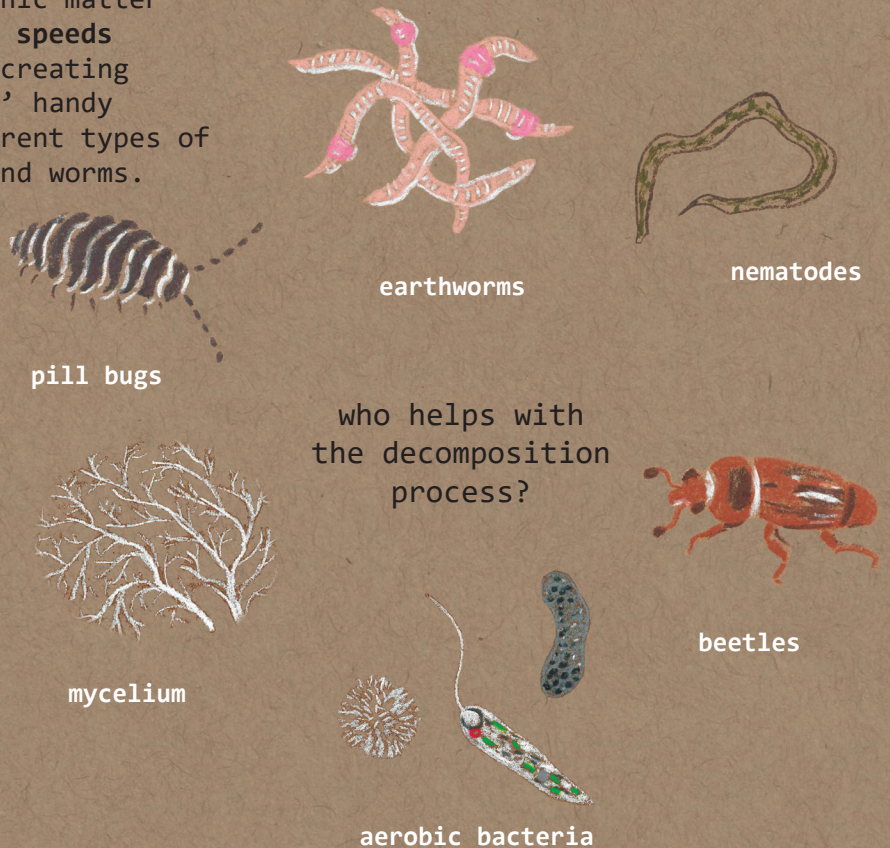 speeds
creating
’ handy
rent types of
nd worms.
earthworms
nematodes
pill bugs
who helps with
the decomposition
process?
beetles
mycelium
aerobic bacteria